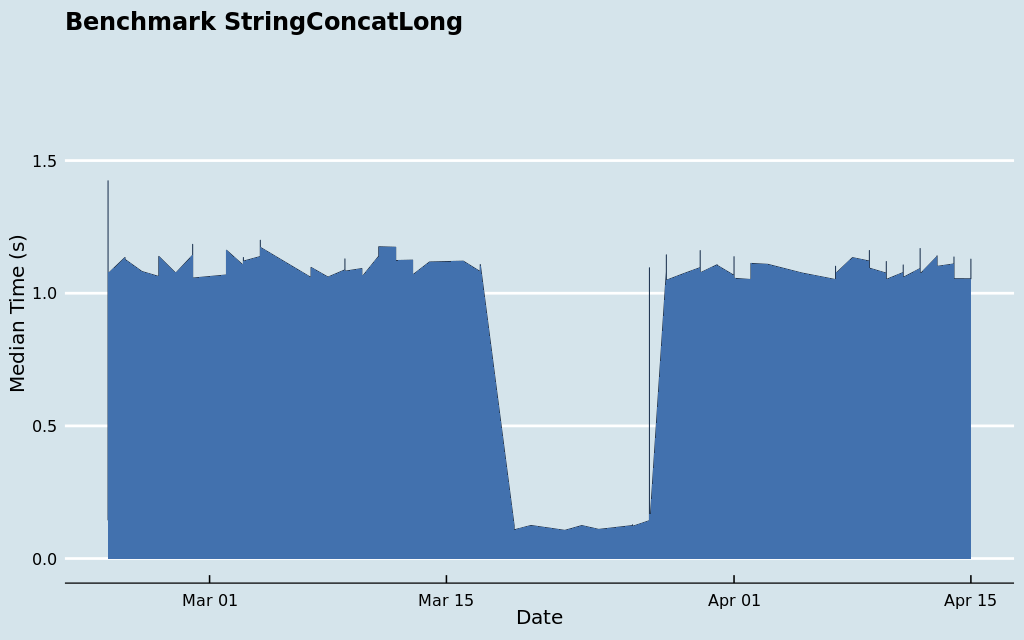 Benchmark StringConcatLong
1.5
1.0
0.5
0.0
Median Time (s)
Mar 01 Mar 15 Apr 01 Apr 15
Date